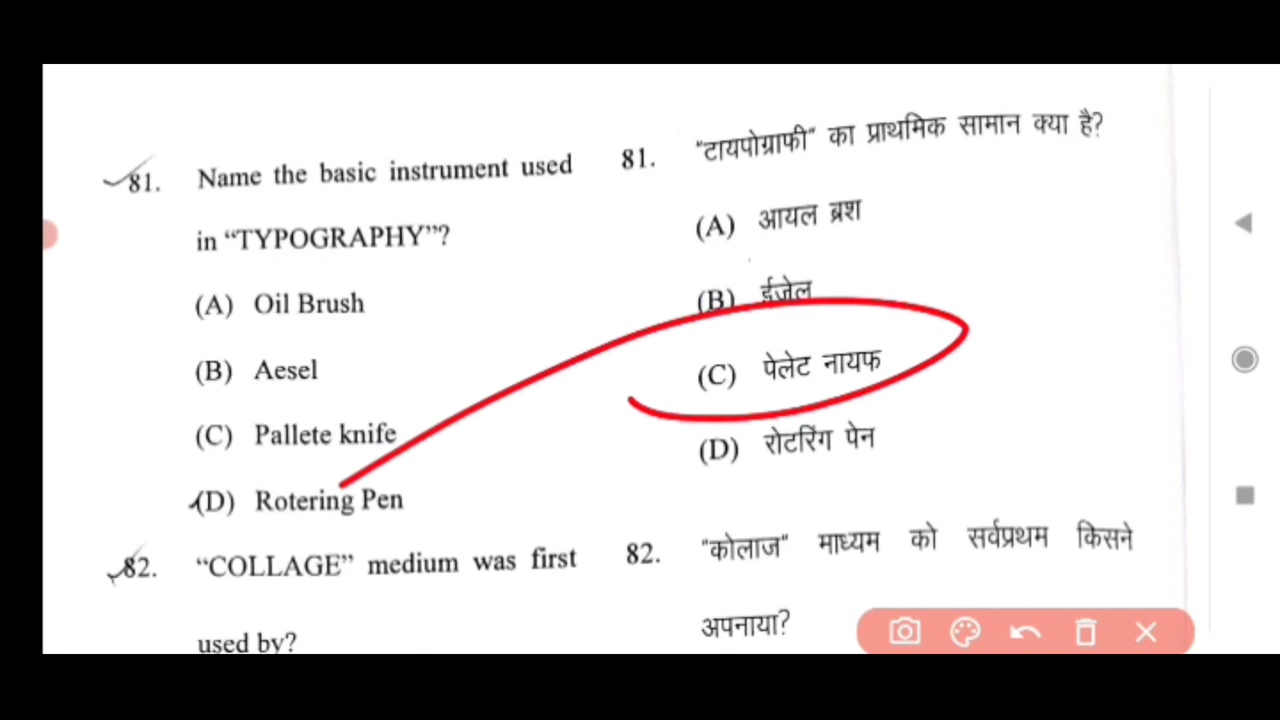 81. Name the basic instrument used
in “TYPOGRAPHY”?
(A) Oil Brush
(B) Aesel
(C) Pallete knife
(D) Rotering Pen
82. “COLLAGE” medium was first
used by?
81. "टायपोग्राफी" का प्राथमिक सामान क्या है?
(A) आयल ब्रश
(B) ईजेल
(C) पेलेट नायफ
(D) रोटरिंग पेन
82. "कोलाज" माध्यम को सर्वप्रथम किसने
अपनाया?